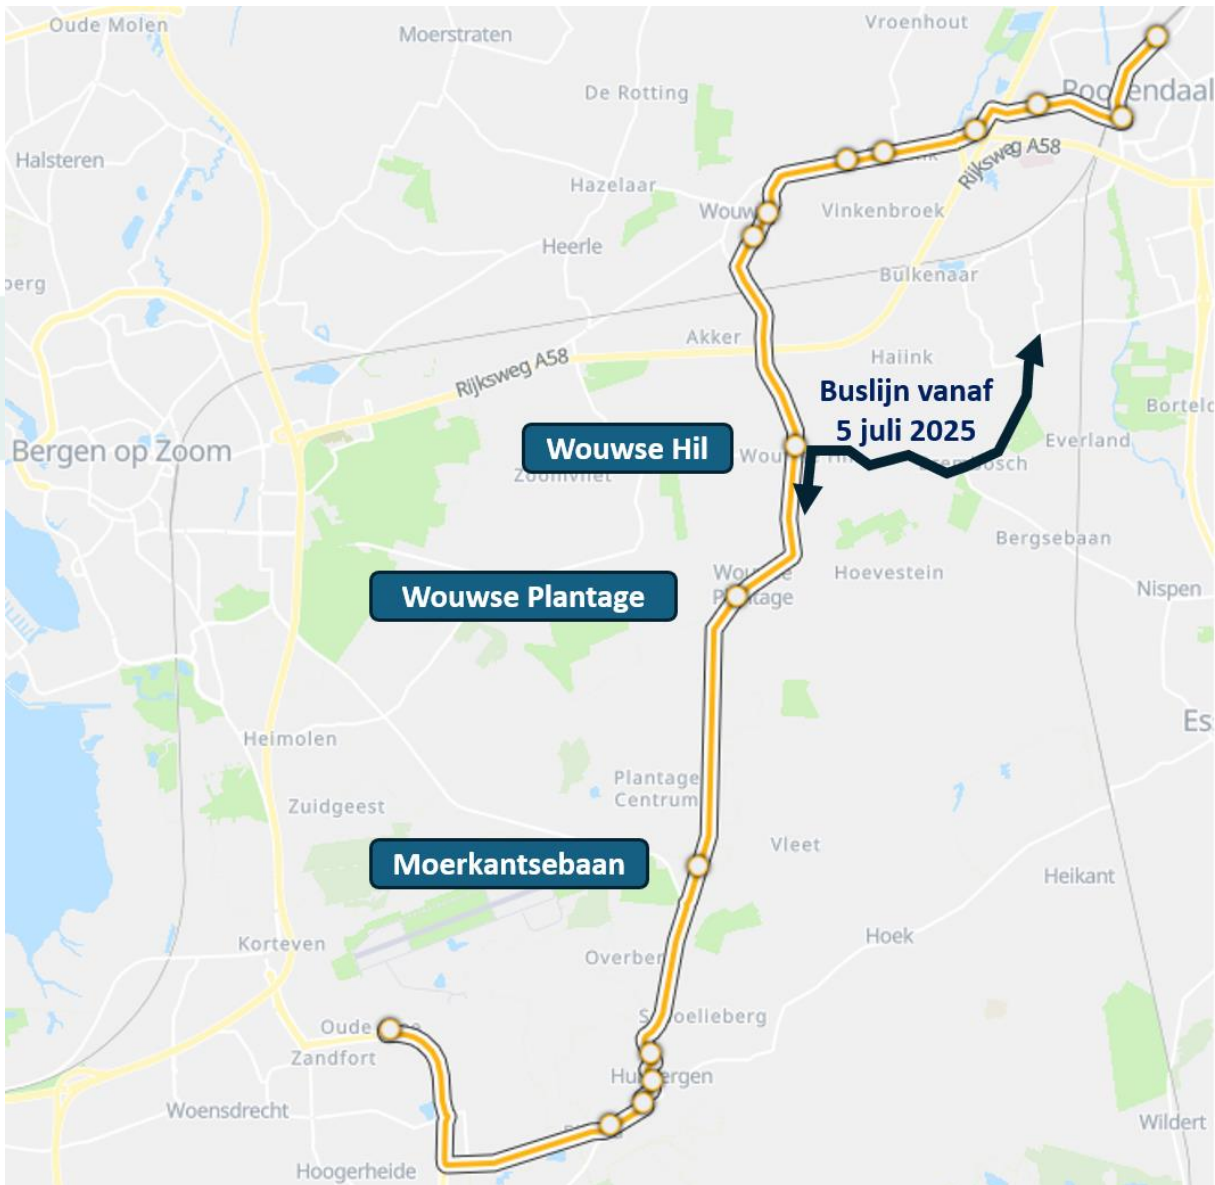 Oude Molen
Moerstraten
Vroenhout
De Rotting
Halsteren
Rijksweg A58
Hazelaar
Vinkenbroek
Heerle
Bulkenaar
Akker
Haiink
Rijksweg A58
Buslijn vanaf
5 juli 2025
Bergen op Zoom
Wouwse Hil
Everland
Zoomvliet
Bergsebaan
Hoevestein
Wouwse Plantage
Nispen
Heimolen
Plantage
Centrum
Zuidgeest
Vleet
Moerkantsebaan
Heikant
Korteven
Hoek
Zandfort
Woensdrecht
Wildert
Hoogerheide